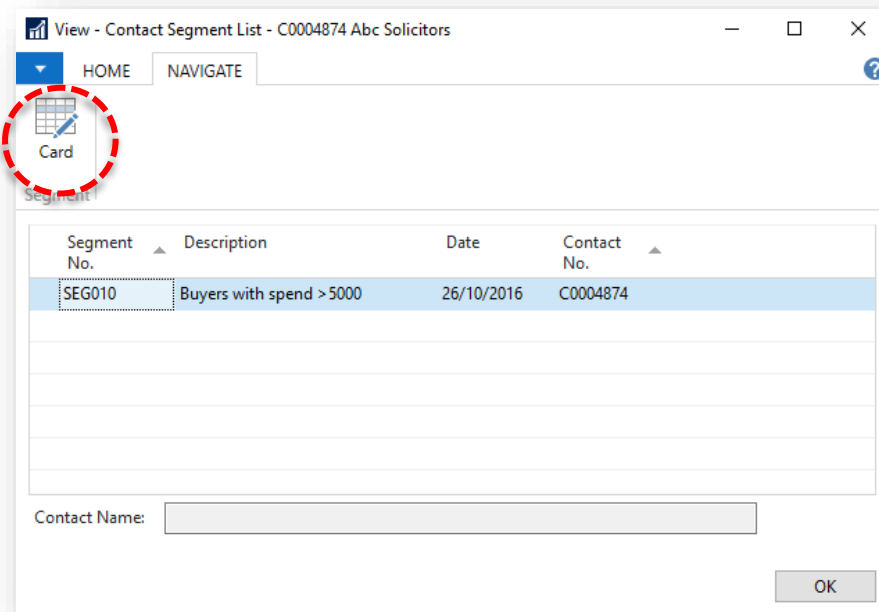 View - Contact Segment List - C0004874 Abc Solicitors
HOME NAVIGATE ?
Card
Segment
Segment No. Description Date Contact No.
SEG010 Buyers with spend >5000 26/10/2016 C0004874
Contact Name:
OK